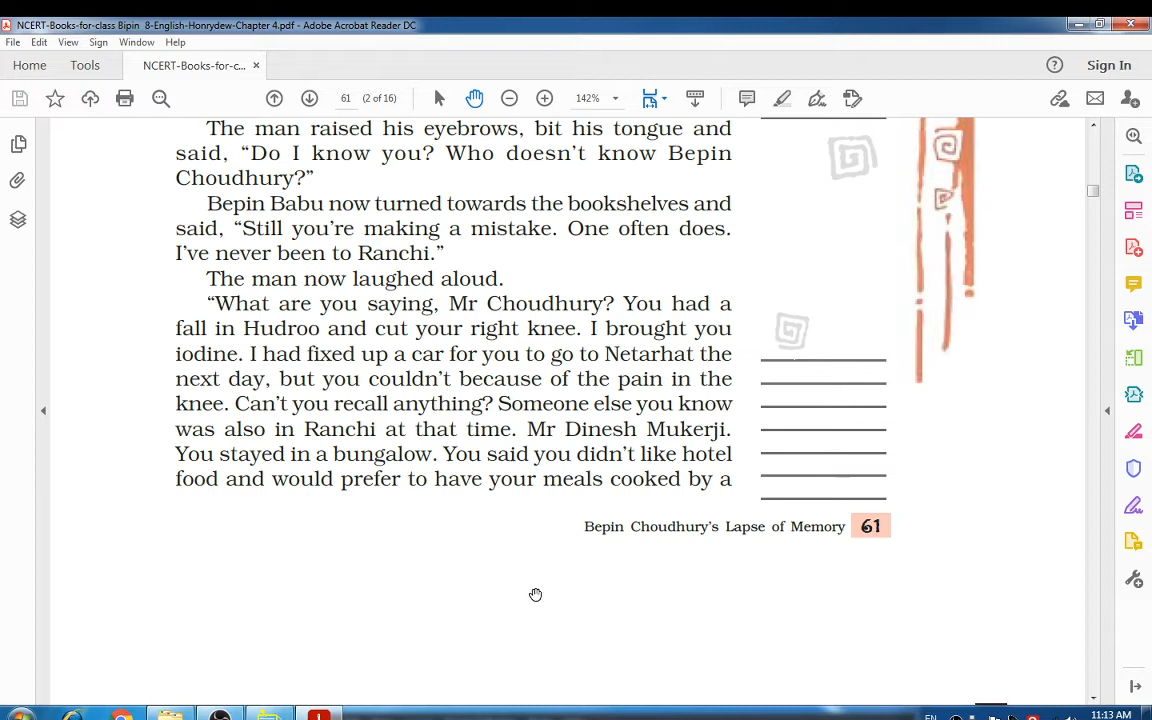 NCERT-Books-for-class Bipin 8-English-Honrydew-Chapter 4.pdf - Adobe Acrobat Reader DC
File Edit View Sign Window Help
Home Tools NCERT-Books-for-c... × Sign In
61 (2 of 16) 142%
The man raised his eyebrows, bit his tongue and
said, “Do I know you? Who doesn’t know Bepin
Choudhury?”
Bepin Babu now turned towards the bookshelves and
said, “Still you’re making a mistake. One often does.
I’ve never been to Ranchi.”
The man now laughed aloud.
“What are you saying, Mr Choudhury? You had a
fall in Hudroo and cut your right knee. I brought you
iodine. I had fixed up a car for you to go to Netarhat the
next day, but you couldn’t because of the pain in the
knee. Can’t you recall anything? Someone else you know
was also in Ranchi at that time. Mr Dinesh Mukerji.
You stayed in a bungalow. You said you didn’t like hotel
food and would prefer to have your meals cooked by a
Bepin Choudhury’s Lapse of Memory 61
EN 11:13 AM